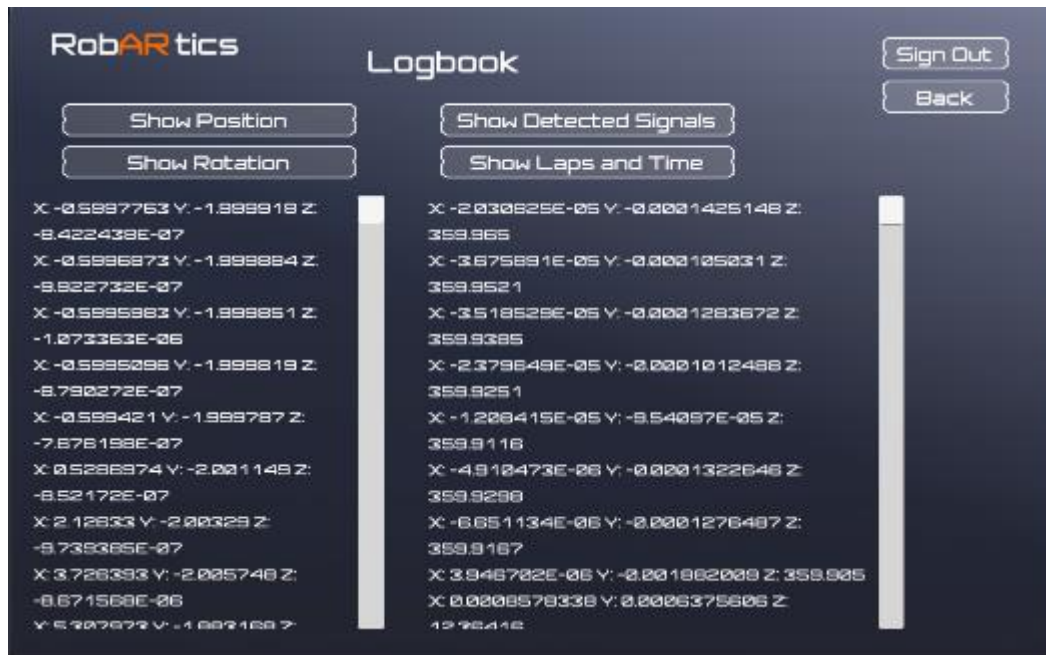 RobARtics
Logbook
Sign Out
Back
Show Position
Show Detected Signals
Show Rotation
Show Laps and Time
X:-0.5997763 Y:-1.999918 Z:
-8.422438E-07
X:-0.5996873 Y:-1.999884 Z:
-9.922732E-07
X:-0.5995983 Y:-1.999851 Z:
-1.073363E-06
X:-0.5995096 Y:-1.999819 Z:
-8.790272E-07
X:-0.599421 Y:-1.999787 Z:
-7.676198E-07
X:0.5286974 Y:-2.001149 Z:
-8.52172E-07
X:2.12633 Y:-2.00329 Z:
-9.739385E-07
X:3.726393 Y:-2.005748 Z:
-8.671568E-06
X:-2.030825E-05 Y:-0.0001425148 Z:
359.965
X:-3.675891E-05 Y:-0.000105031 Z:
359.9521
X:-3.518529E-05 Y:-0.0001283672 Z:
359.9385
X:-2.379649E-05 Y:-0.0001012488 Z:
359.9251
X:-1.208415E-05 Y:-9.54097E-05 Z:
359.9116
X:-4.910473E-06 Y:-0.0001322646 Z:
359.9298
X:-6.651134E-06 Y:-0.0001276487 Z:
359.9167
X:3.946702E-06 Y:-0.001882009 Z:359.905
X:0.0008578338 Y:0.0006375606 Z: